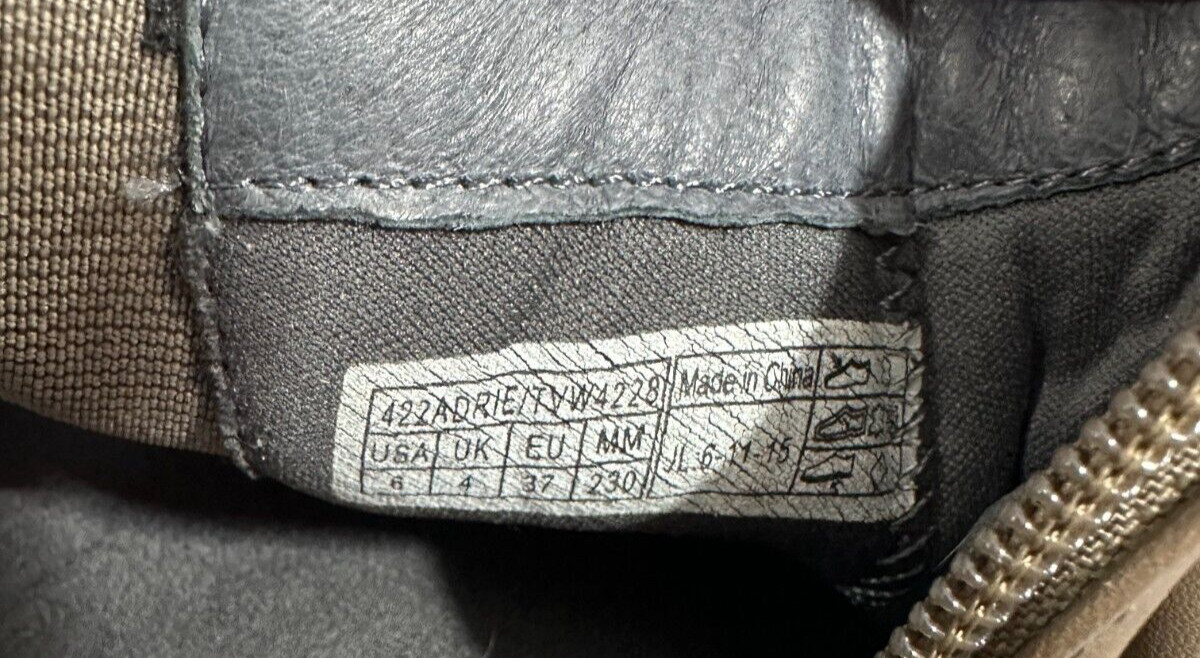 422ADRIE/TVW4228
USA UK EU MM
6 4 37 230
Made in China
JL 6-11-15